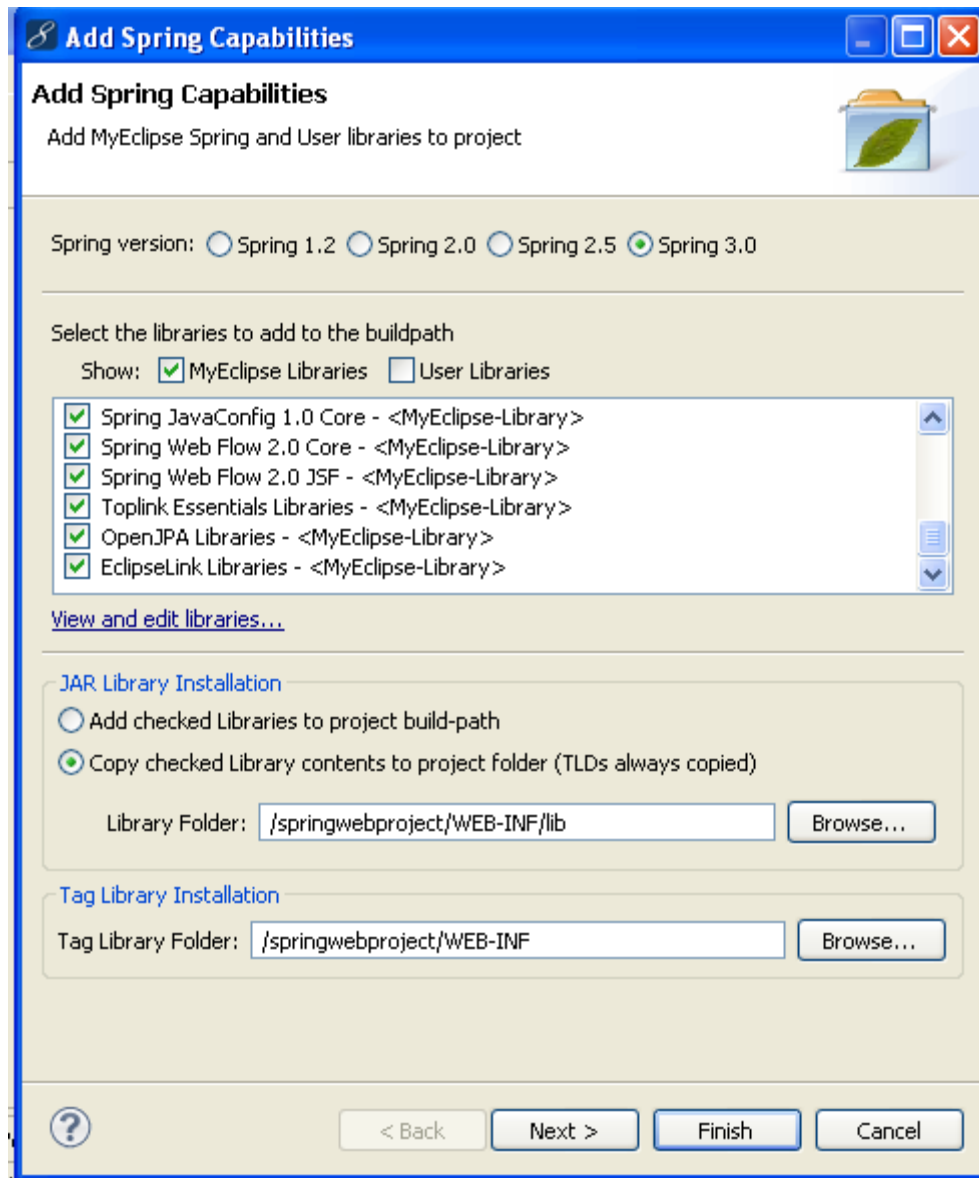 Add Spring Capabilities
Add Spring Capabilities
Add MyEclipse Spring and User libraries to project
Spring version: Spring 1.2 Spring 2.0 Spring 2.5 Spring 3.0
Select the libraries to add to the buildpath
Show: MyEclipse Libraries User Libraries
Spring JavaConfig 1.0 Core - <MyEclipse-Library>
Spring Web Flow 2.0 Core - <MyEclipse-Library>
Spring Web Flow 2.0 JSF - <MyEclipse-Library>
Toplink Essentials Libraries - <MyEclipse-Library>
OpenJPA Libraries - <MyEclipse-Library>
EclipseLink Libraries - <MyEclipse-Library>
View and edit libraries...
JAR Library Installation
Add checked Libraries to project build-path
Copy checked Library contents to project folder (TLDs always copied)
Library Folder: /springwebproject/WEB-INF/lib Browse...
Tag Library Installation
Tag Library Folder: /springwebproject/WEB-INF Browse...
? < Back Next > Finish Cancel